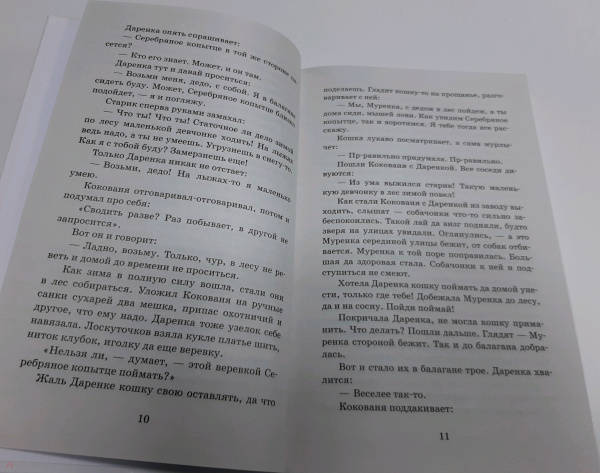 Даренка опять спрашивает:
— Серебряное копытце в той же стороне па-
сется?
— Кто его знает. Может, и он там.
Даренка тут и давай проситься:
— Возьми меня, дедо, с собой. Я в балагане
сидеть буду. Может, Серебряное копытце близко
подойдет, — я и погляжу.
Старик сперва руками замахал:
— Что ты! Что ты! Статочное ли дело зимой
по лесу маленькой девчонке ходить! На лыжах
ведь надо, а ты не умеешь. Угрузнешь в снегу-то.
Как я с тобой буду? Замерзнешь еще!
Только Даренка никак не отстает:
— Возьми, дедо! На лыжах-то я маленько
умею.
Кокованя отговаривал-отговаривал, потом и
подумал про себя:
«Сводить разве? Раз побывает, в другой не
запросится».
Вот он и говорит:
— Ладно, возьму. Только, чур, в лесу не ре-
веть и домой до времени не проситься.
Как зима в полную силу вошла, стали они
в лес собираться. Уложил Кокованя на ручные
санки сухарей два мешка, припас охотничий и
другое, что ему надо. Даренка тоже узелок себе
навязала. Лоскуточков взяла кукле платье шить,
ниток клубок, иголку да еще веревку.
«Нельзя ли, — думает, — этой веревкой Се-
ребряное копытце поймать?»
Жаль Даренке кошку свою оставлять, да что
10
поделаешь. Гладит кошку-то на прощанье, разго-
варивает с ней:
— Мы, Муренка, с дедом в лес пойдем, а ты
дома сиди, мышей лови. Как увидим Серебряное
копытце, так и воротимся. Я тебе тогда все рас-
скажу.
Кошка лукаво посматривает, а сама мурлы-
чет:
— Пр-равильно придумала. Пр-равильно.
Пошли Кокованя с Даренкой. Все соседи ди-
вуются:
— Из ума выжился старик! Такую малень-
кую девчонку в лес зимой повел!
Как стали Кокованя с Даренкой из заводу вы-
ходить, слышат — собачонки что-то сильно за-
беспокоились. Такой лай да визг подняли, будто
зверя на улицах увидали. Оглянулись, — а это
Муренка серединой улицы бежит, от собак отби-
вается. Муренка к той поре поправилась. Боль-
шая да здоровая стала. Собачонки к ней и под-
ступиться не смеют.
Хотела Даренка кошку поймать да домой уне-
сти, только где тебе! Добежала Муренка до лесу,
да и на сосну. Пойди поймай!
Покричала Даренка, не могла кошку прима-
нить. Что делать? Пошли дальше. Глядят — Му-
ренка стороной бежит. Так и до балагана добра-
лась.
Вот и стало их в балагане трое. Даренка хва-
лится:
— Веселее так-то.
Кокованя поддакивает:
11